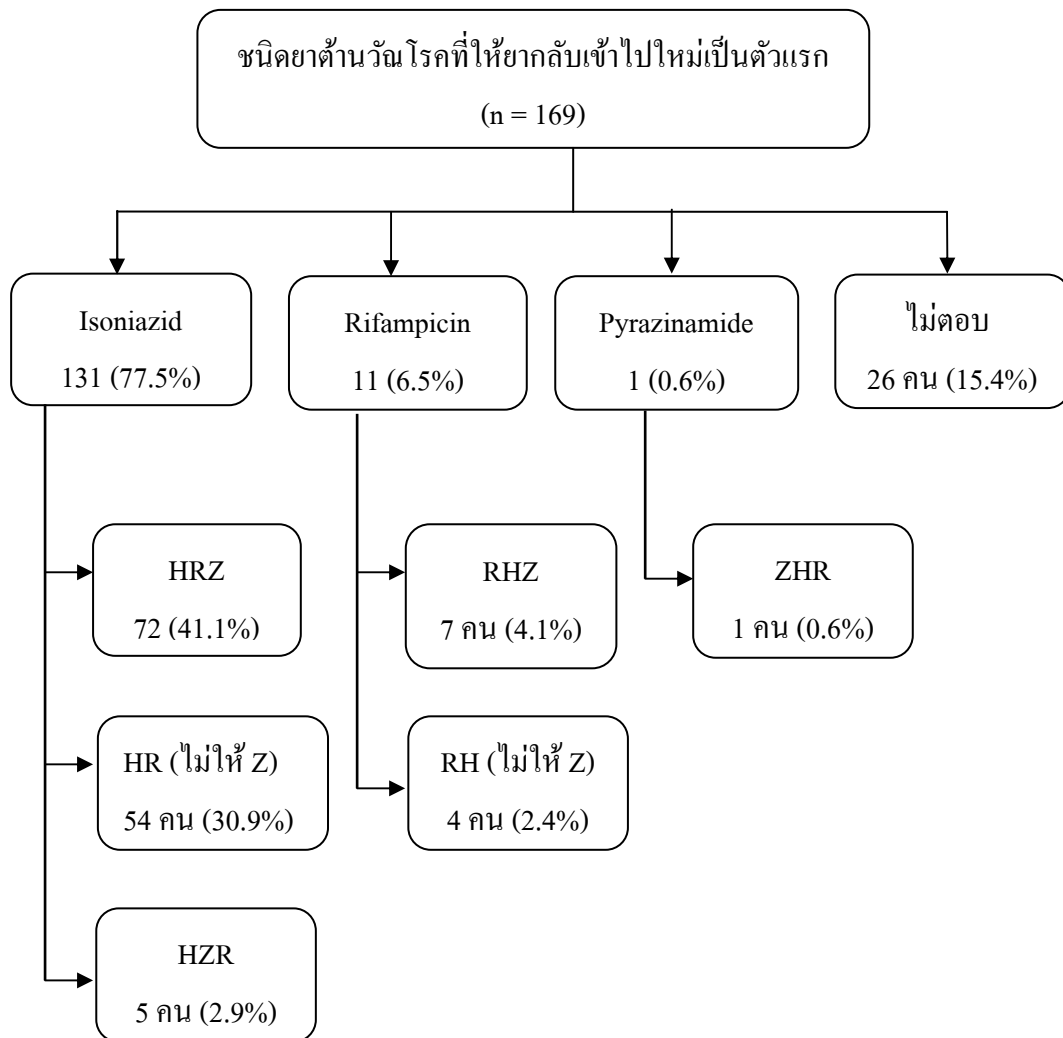 ชนิดยาต้านวัณโรคที่ให้ยากลับเข้าไปใหม่เป็นตัวแรก
(n = 169)
Isoniazid
131 (77.5%)
Rifampicin
11 (6.5%)
Pyrazinamide
1 (0.6%)
ไม่ตอบ
26 คน (15.4%)
HRZ
72 (41.1%)
RHZ
7 คน (4.1%)
ZHR
1 คน (0.6%)
HR (ไม่ให้ Z)
54 คน (30.9%)
RH (ไม่ให้ Z)
4 คน (2.4%)
HZR
5 คน (2.9%)